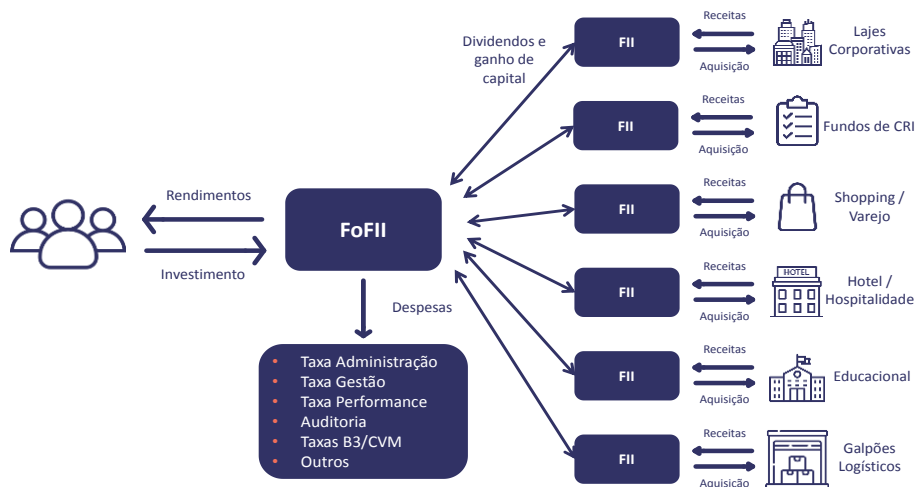 Dividendos e
ganho de
capital
FII
Receitas
Aquisição
Lajes
Corporativas
FII
Receitas
Aquisição
Fundos de CRI
Rendimentos
Investimento
FoFII
FII
Receitas
Aquisição
Shopping /
Varejo
FII
Receitas
Aquisição
HOTEL
Hotel /
Hospitalidade
Despesas
• Taxa Administração
• Taxa Gestão
• Taxa Performance
• Auditoria
• Taxas B3/CVM
• Outros
FII
Receitas
Aquisição
Educacional
FII
Receitas
Aquisição
Galpões
Logísticos